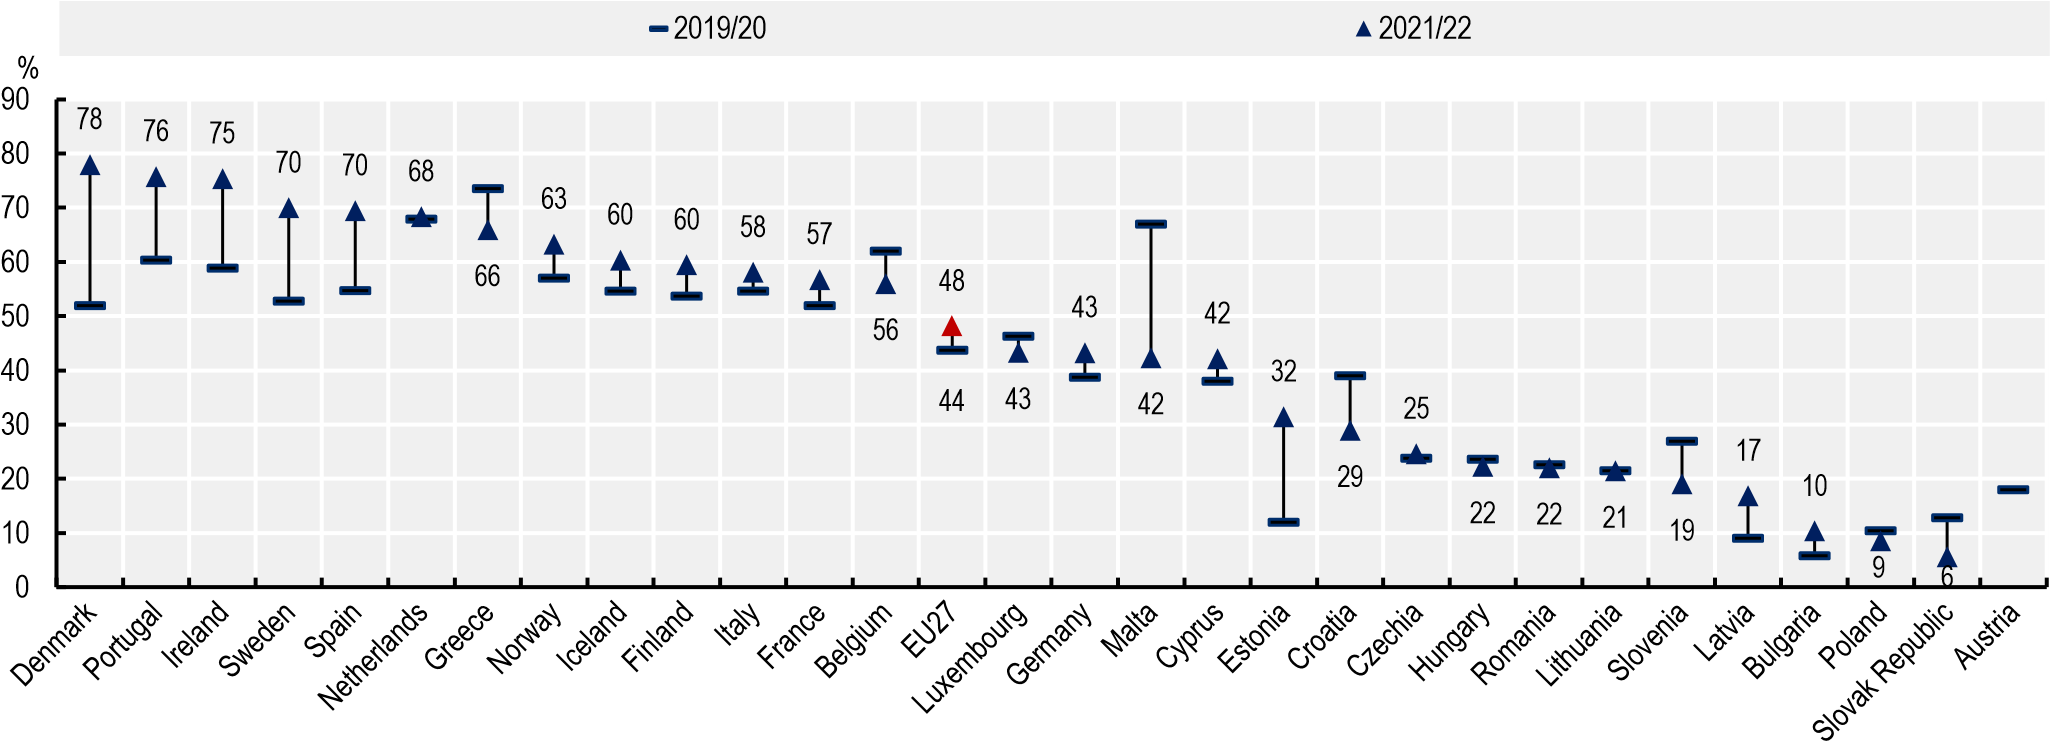 2019/20 2021/22
%
90
80
70
60
50
40
30
20
10
0
78 76 75 70 70 68 66 63 60 60 58 57 56 48 44 43 43 42 42 32 29 25 22 22 21 19 17 10 9 6
Denmark
Portugal
Ireland
Sweden
Spain
Netherlands
Greece
Norway
Iceland
Finland
Italy
France
Belgium
EU27
Luxembourg
Germany
Malta
Cyprus
Estonia
Croatia
Czechia
Hungary
Romania
Lithuania
Slovenia
Latvia
Bulgaria
Poland
Slovak Republic
Austria